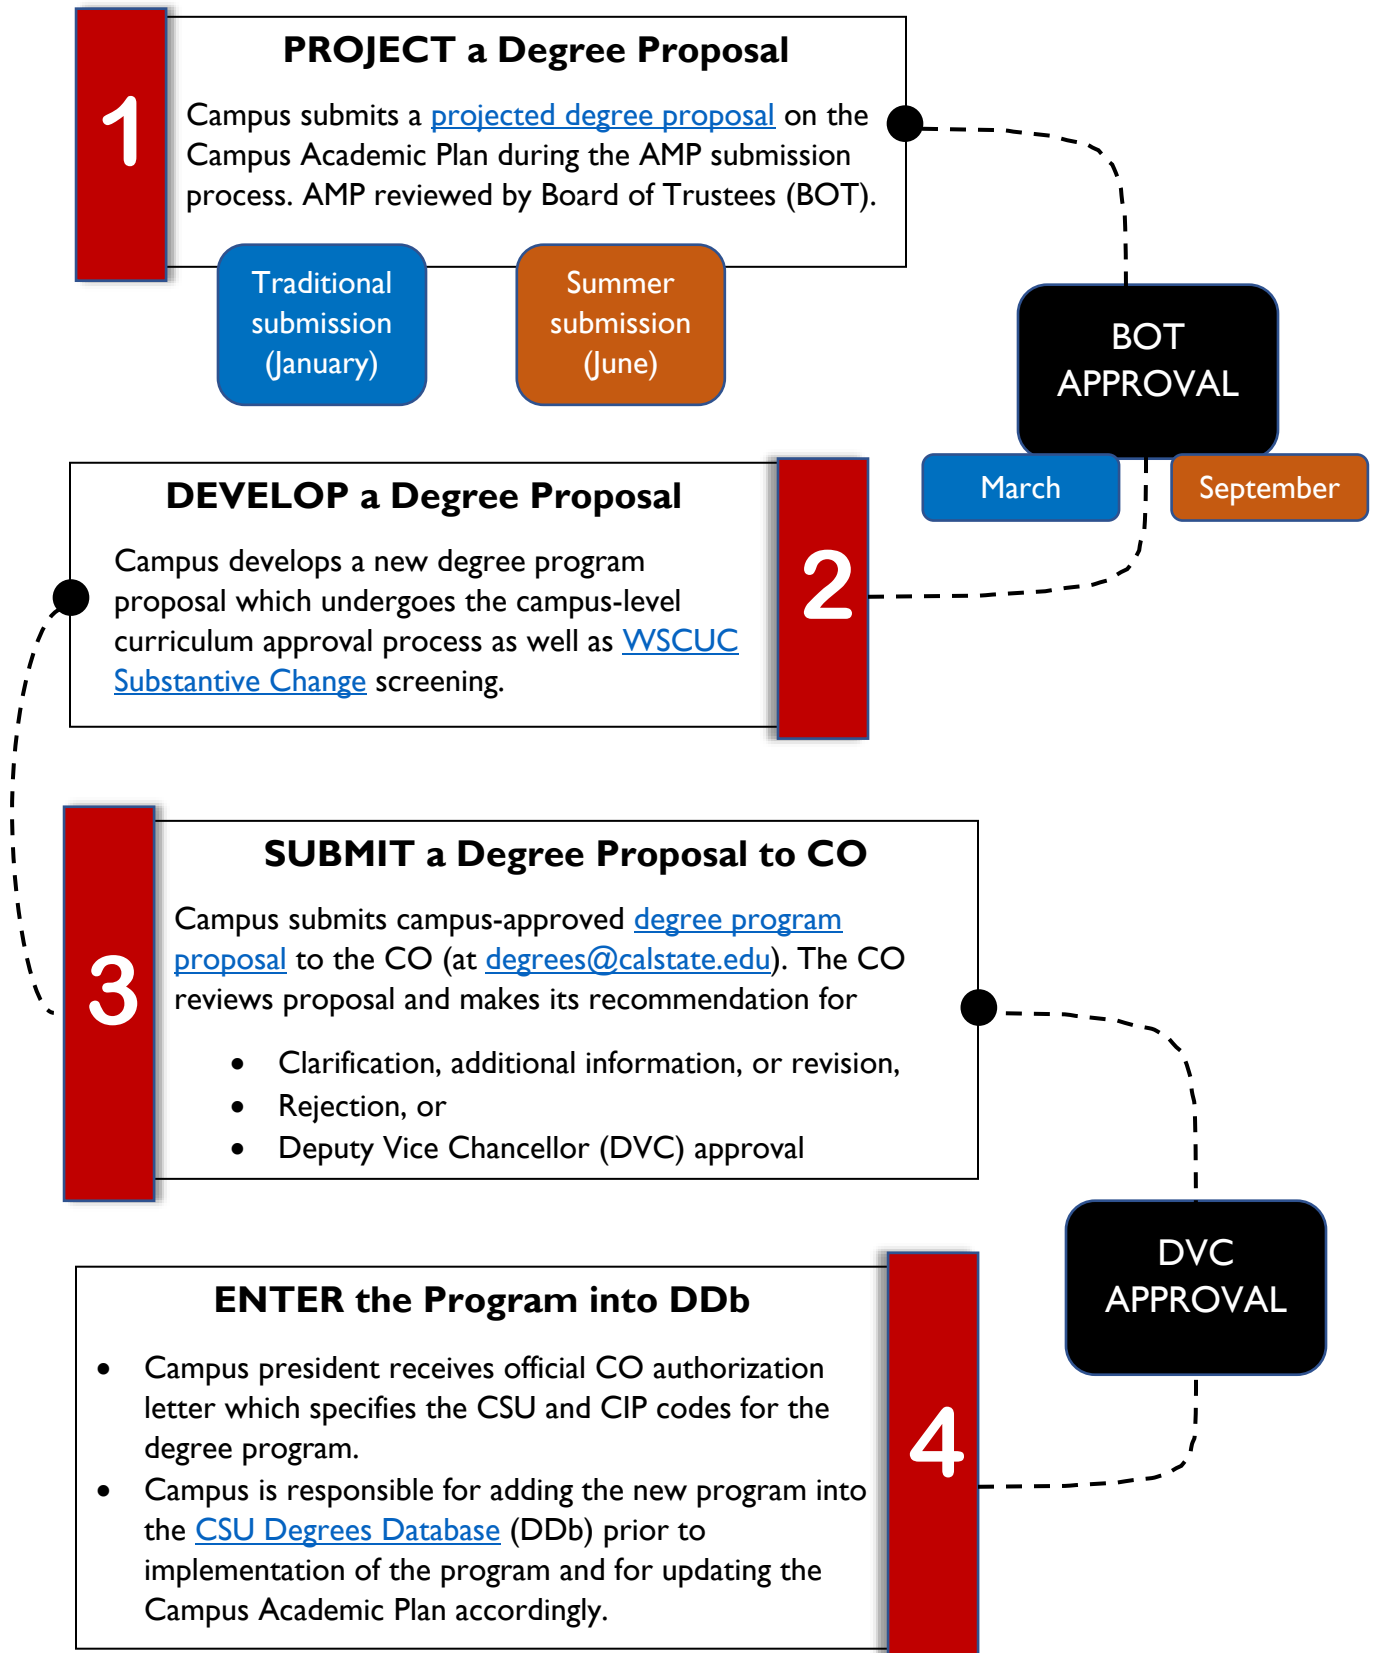 1
PROJECT a Degree Proposal
Campus submits a projected degree proposal on the
Campus Academic Plan during the AMP submission
process. AMP reviewed by Board of Trustees (BOT).
Traditional
submission
(January)
Summer
submission
(June)
BOT
APPROVAL
March
September
DEVELOP a Degree Proposal
Campus develops a new degree program
proposal which undergoes the campus-level
curriculum approval process as well as WSCUC
Substantive Change screening.
2
3
SUBMIT a Degree Proposal to CO
Campus submits campus-approved degree program
proposal to the CO (at degrees@calstate.edu). The CO
reviews proposal and makes its recommendation for
• Clarification, additional information, or revision,
• Rejection, or
• Deputy Vice Chancellor (DVC) approval
DVC
APPROVAL
ENTER the Program into DDb
• Campus president receives official CO authorization
letter which specifies the CSU and CIP codes for the
degree program.
• Campus is responsible for adding the new program into
the CSU Degrees Database (DDb) prior to
implementation of the program and for updating the
Campus Academic Plan accordingly.
4